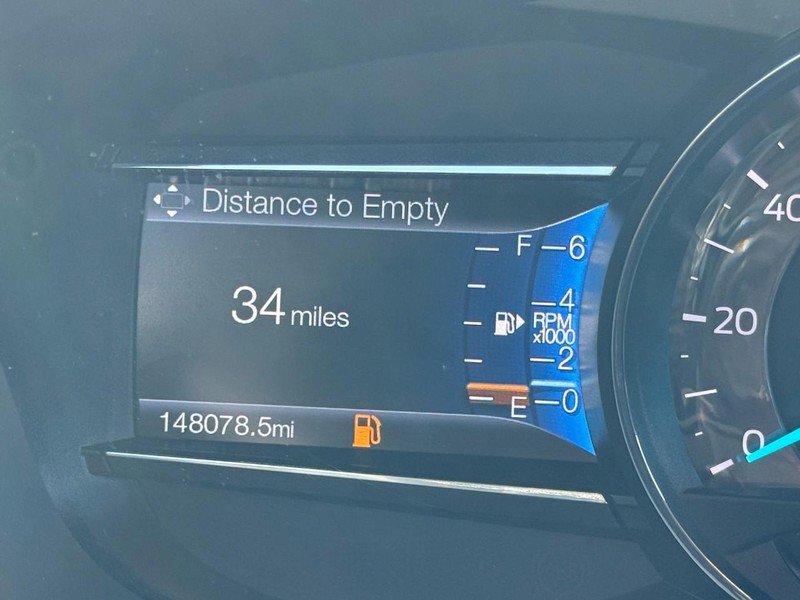 Distance to Empty
34 miles
F
6
4
RPM
x1000
2
E
0
148078.5mi
40
20
0